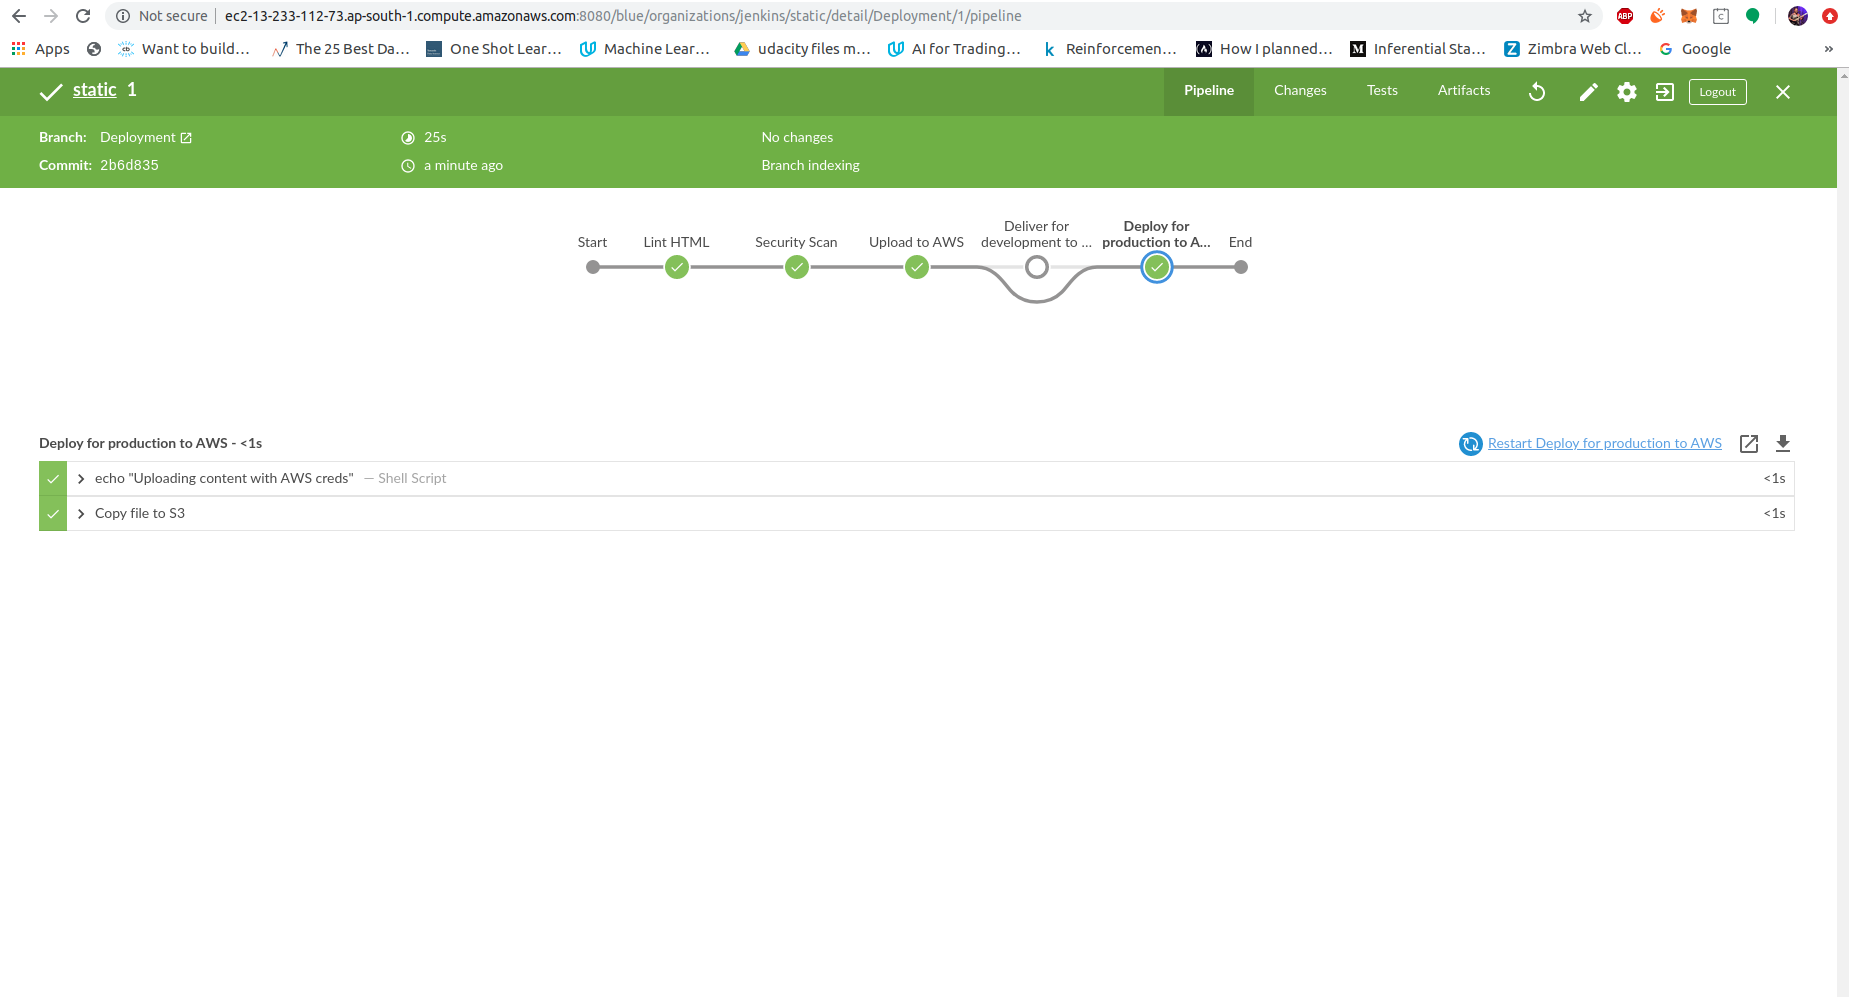 Not secure | ec2-13-233-112-73.ap-south-1.compute.amazonaws.com:8080/blue/organizations/jenkins/static/detail/Deployment/1/pipeline
ABP
Apps Want to build... The 25 Best Da... One Shot Lear... Machine Lear... udacity files m... AI for Trading... Reinforcemen... How I planned... Inferential Sta... Zimbra Web Cl... Google »
static 1 Pipeline Changes Tests Artifacts Logout
Branch: Deployment 25s No changes
Commit: 2b6d835 a minute ago Branch indexing
Start Lint HTML Security Scan Upload to AWS Deliver for development to ... Deploy for production to A... End
Deploy for production to AWS - <1s Restart Deploy for production to AWS
echo "Uploading content with AWS creds" — Shell Script <1s
Copy file to S3 <1s